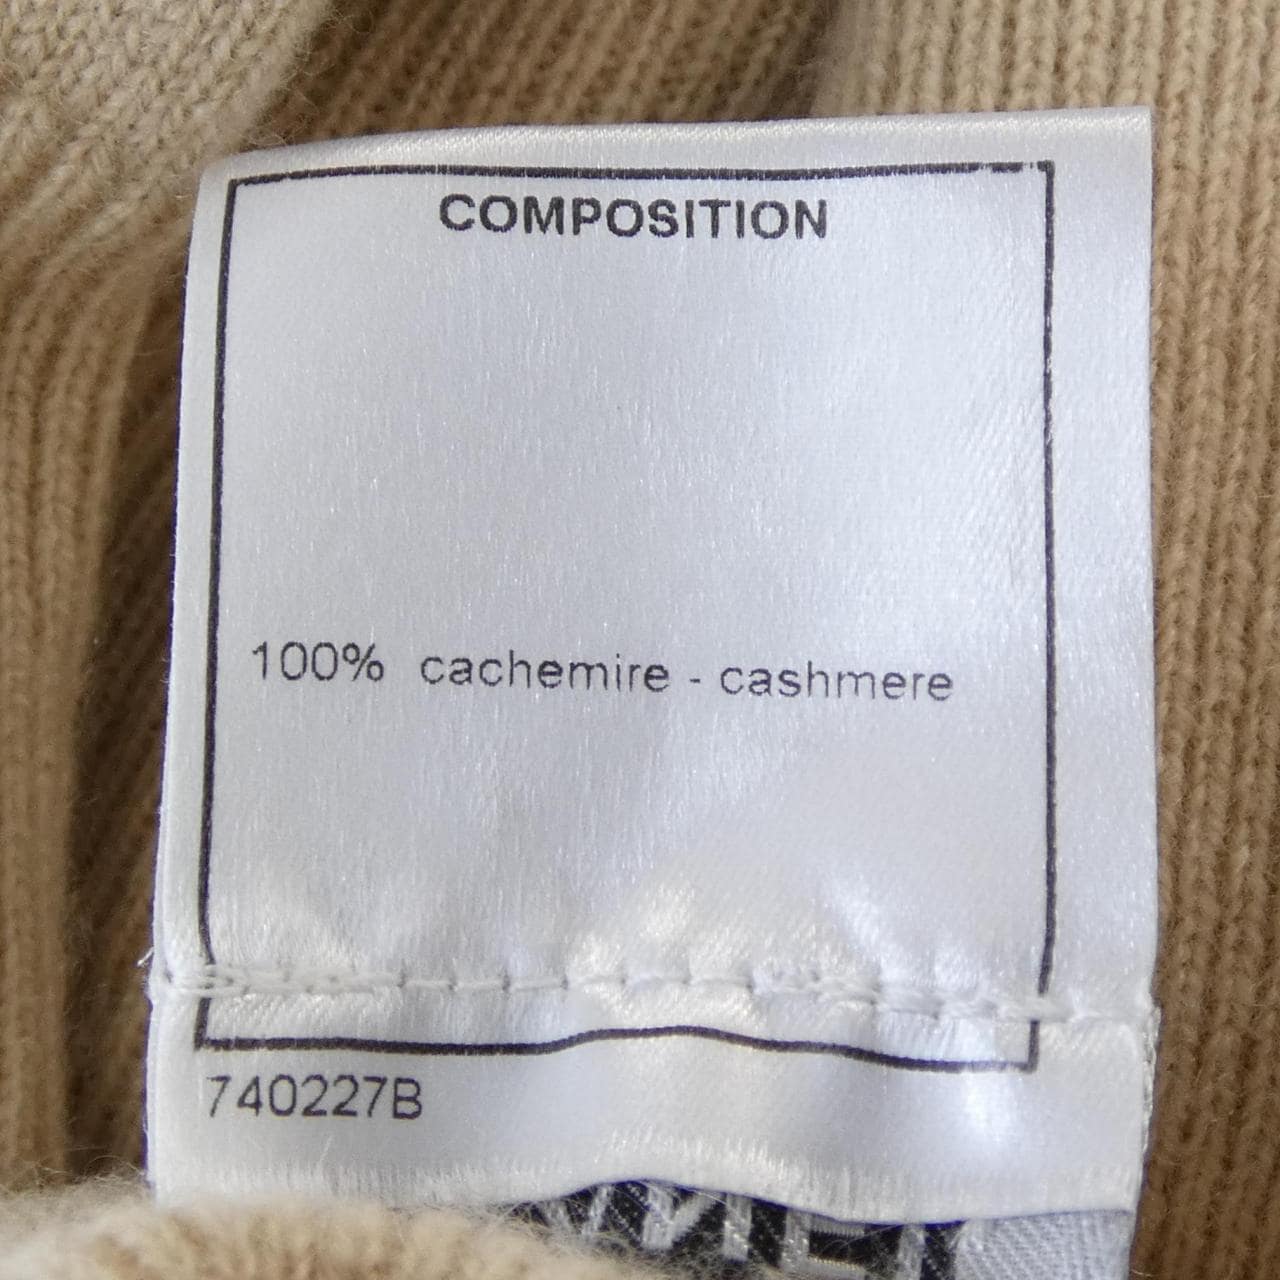 COMPOSITION
100% cachemire - cashmere
740227B